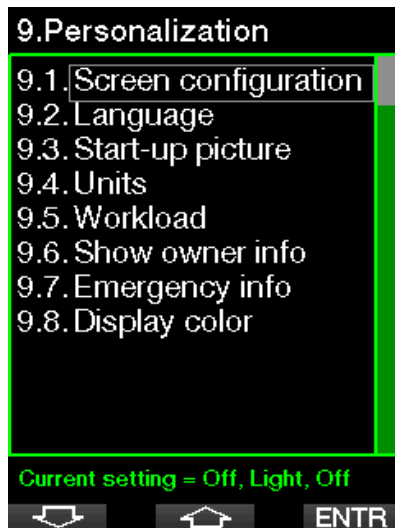 9.Personalization
9.1. Screen configuration
9.2. Language
9.3. Start-up picture
9.4. Units
9.5. Workload
9.6. Show owner info
9.7. Emergency info
9.8. Display color
Current setting = Off, Light, Off
ENTR